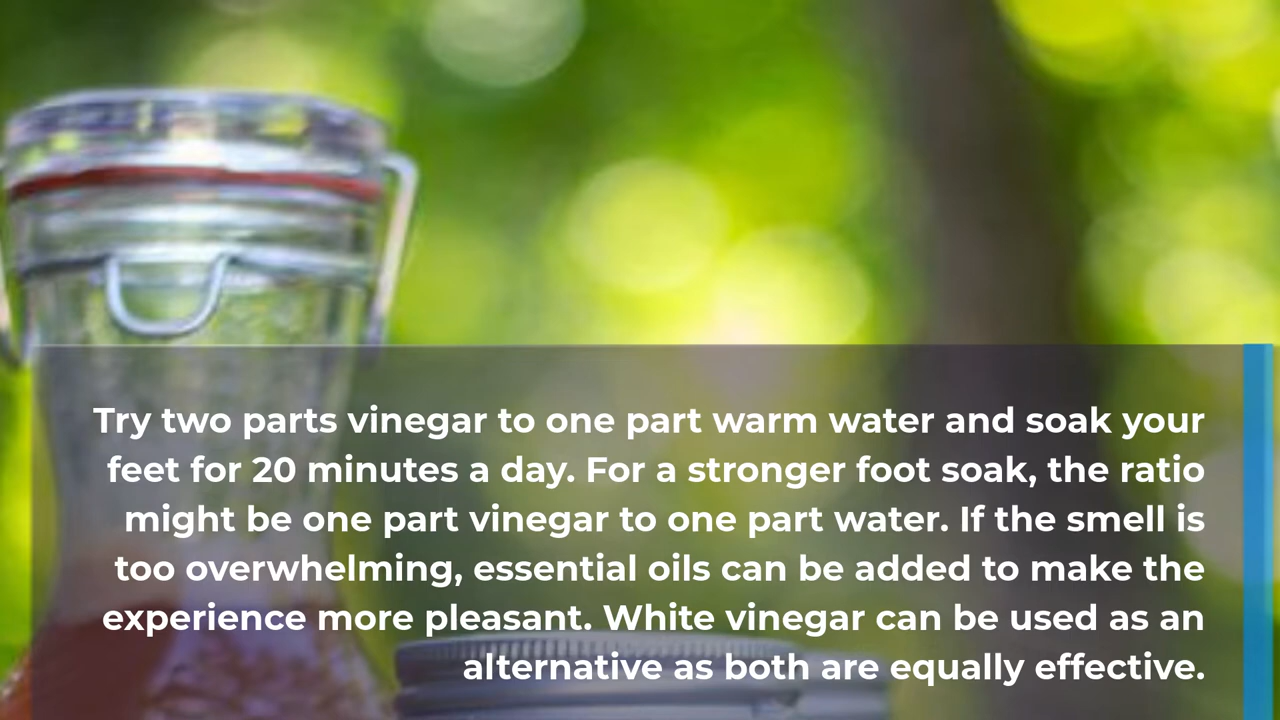 Try two parts vinegar to one part warm water and soak your
feet for 20 minutes a day. For a stronger foot soak, the ratio
might be one part vinegar to one part water. If the smell is
too overwhelming, essential oils can be added to make the
experience more pleasant. White vinegar can be used as an
alternative as both are equally effective.